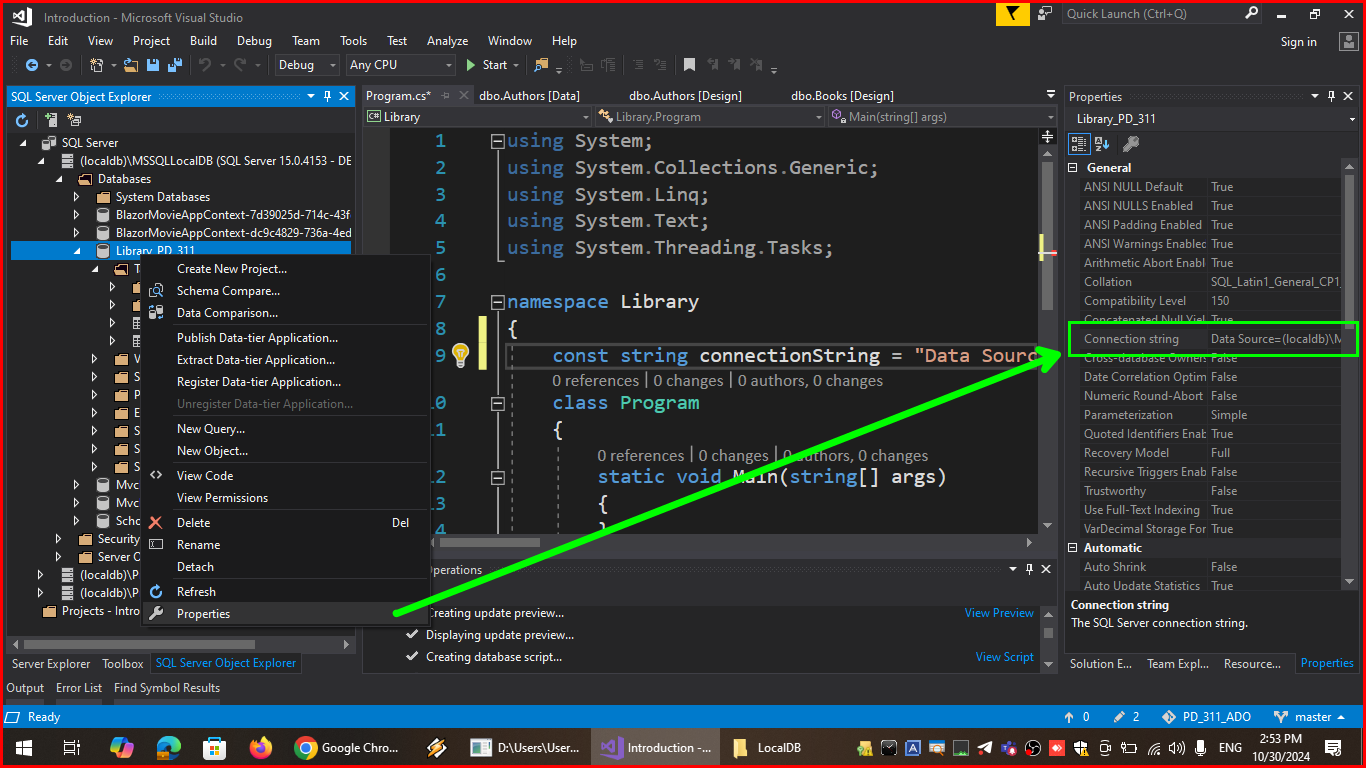 Introduction - Microsoft Visual Studio
Quick Launch (Ctrl+Q)
File Edit View Project Build Debug Team Tools Test Analyze Window Help
Sign in
Debug Any CPU Start
SQL Server Object Explorer
SQL Server
(localdb)\MSSQLLocalDB (SQL Server 15.0.4153 - DE
Databases
System Databases
BlazorMovieAppContext-7d39025d-714c-43f
BlazorMovieAppContext-dc9c4829-736a-4ed
Library_PD_311
T
V
S
P
E
S
S
S
Mvc
Mvc
Scho
Security
Server O
(localdb)\P
(localdb)\P
Projects - Intro
Create New Project...
Schema Compare...
Data Comparison...
Publish Data-tier Application...
Extract Data-tier Application...
Register Data-tier Application...
Unregister Data-tier Application...
New Query...
New Object...
View Code
View Permissions
Delete Del
Rename
Detach
Refresh
Properties
Server Explorer Toolbox SQL Server Object Explorer
Program.cs* dbo.Authors [Data] dbo.Authors [Design] dbo.Books [Design]
C# Library Library.Program Main(string[] args)
1 using System;
2 using System.Collections.Generic;
3 using System.Linq;
4 using System.Text;
5 using System.Threading.Tasks;
6
7 namespace Library
8 {
9 const string connectionString = "Data Sourc
0 references | 0 changes | 0 authors, 0 changes
10 class Program
11 {
0 references | 0 changes | 0 authors, 0 changes
12 static void Main(string[] args)
13 {
14 }
perations
Creating update preview... View Preview
Displaying update preview...
Creating database script... View Script
Properties
Library_PD_311
General
ANSI NULL Default True
ANSI NULLS Enabled True
ANSI Padding Enabled True
ANSI Warnings Enabled True
Arithmetic Abort Enabl True
Collation SQL_Latin1_General_CP1_
Compatibility Level 150
Concatenated Null Yiel True
Connection string Data Source=(localdb)\M
Cross-database Owners False
Date Correlation Optim False
Numeric Round-Abort False
Parameterization Simple
Quoted Identifiers Enab True
Recovery Model Full
Recursive Triggers Enab False
Trustworthy False
Use Full-Text Indexing True
VarDecimal Storage For True
Automatic
Auto Shrink False
Auto Update Statistics True
Connection string
The SQL Server connection string.
Solution E... Team Expl... Resource... Properties
Output Error List Find Symbol Results
Ready 0 2 PD_311_ADO master
Google Chro... D:\Users\User... Introduction -... LocalDB
ENG
2:53 PM
10/30/2024